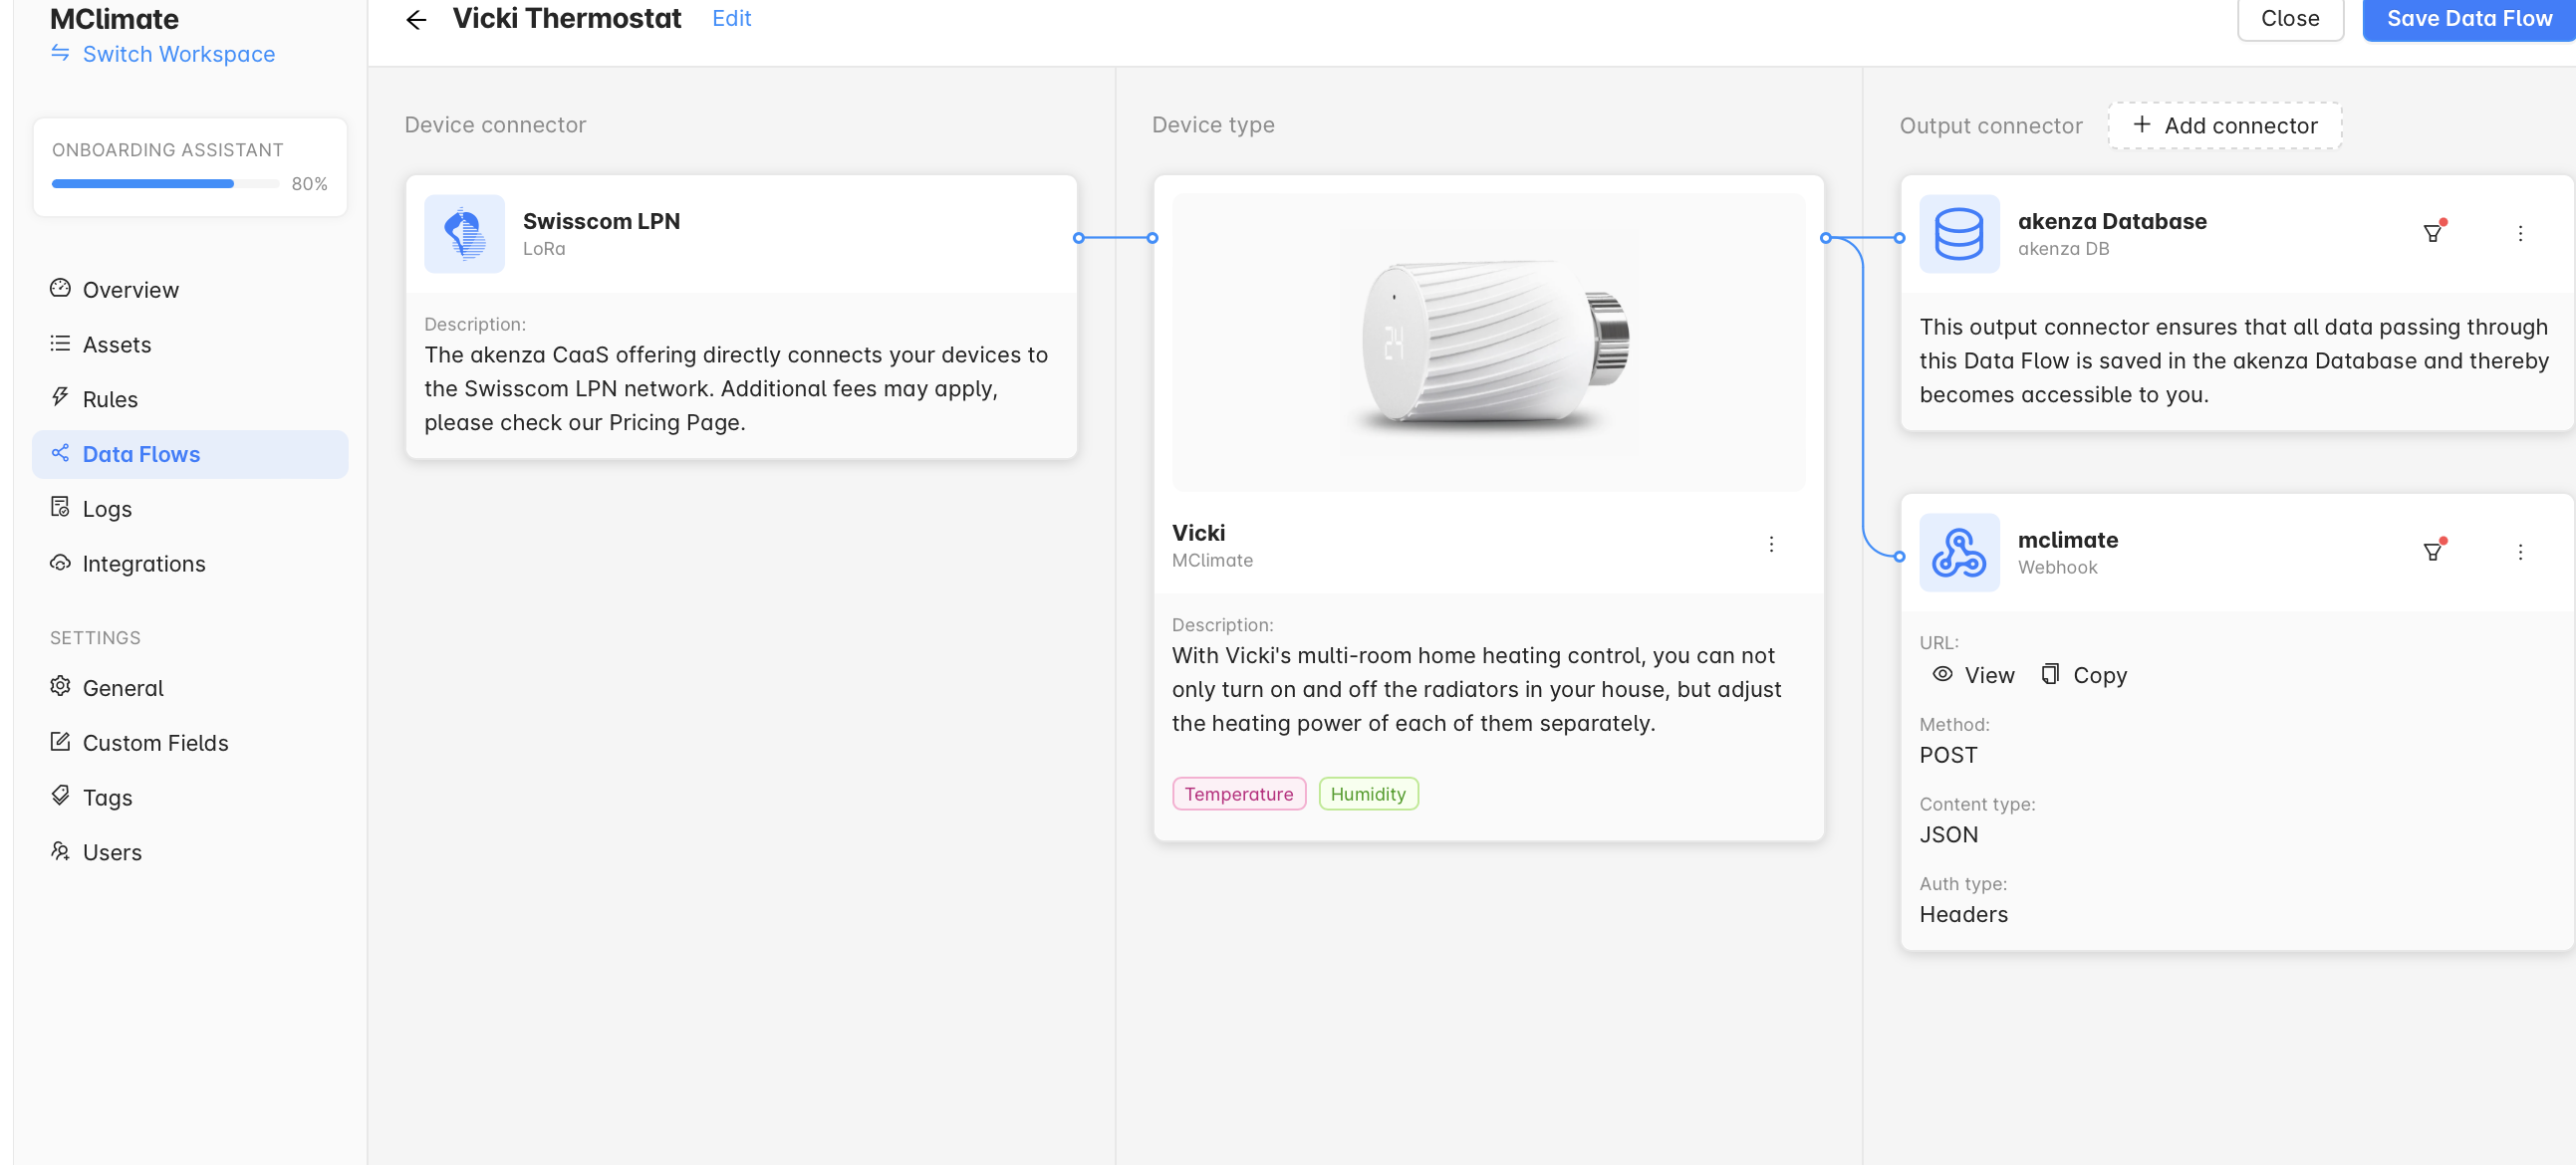 MClimate
Switch Workspace
ONBOARDING ASSISTANT
80%
Overview
Assets
Rules
Data Flows
Logs
Integrations
SETTINGS
General
Custom Fields
Tags
Users
Vicki Thermostat
Edit
Close
Save Data Flow
Device connector
Swisscom LPN
LoRa
Description:
The akenza CaaS offering directly connects your devices to
the Swisscom LPN network. Additional fees may apply,
please check our Pricing Page.
Device type
24
Vicki
MClimate
Description:
With Vicki's multi-room home heating control, you can not
only turn on and off the radiators in your house, but adjust
the heating power of each of them separately.
Temperature
Humidity
Output connector
Add connector
akenza Database
akenza DB
This output connector ensures that all data passing through
this Data Flow is saved in the akenza Database and thereby
becomes accessible to you.
mclimate
Webhook
URL:
View
Copy
Method:
POST
Content type:
JSON
Auth type:
Headers